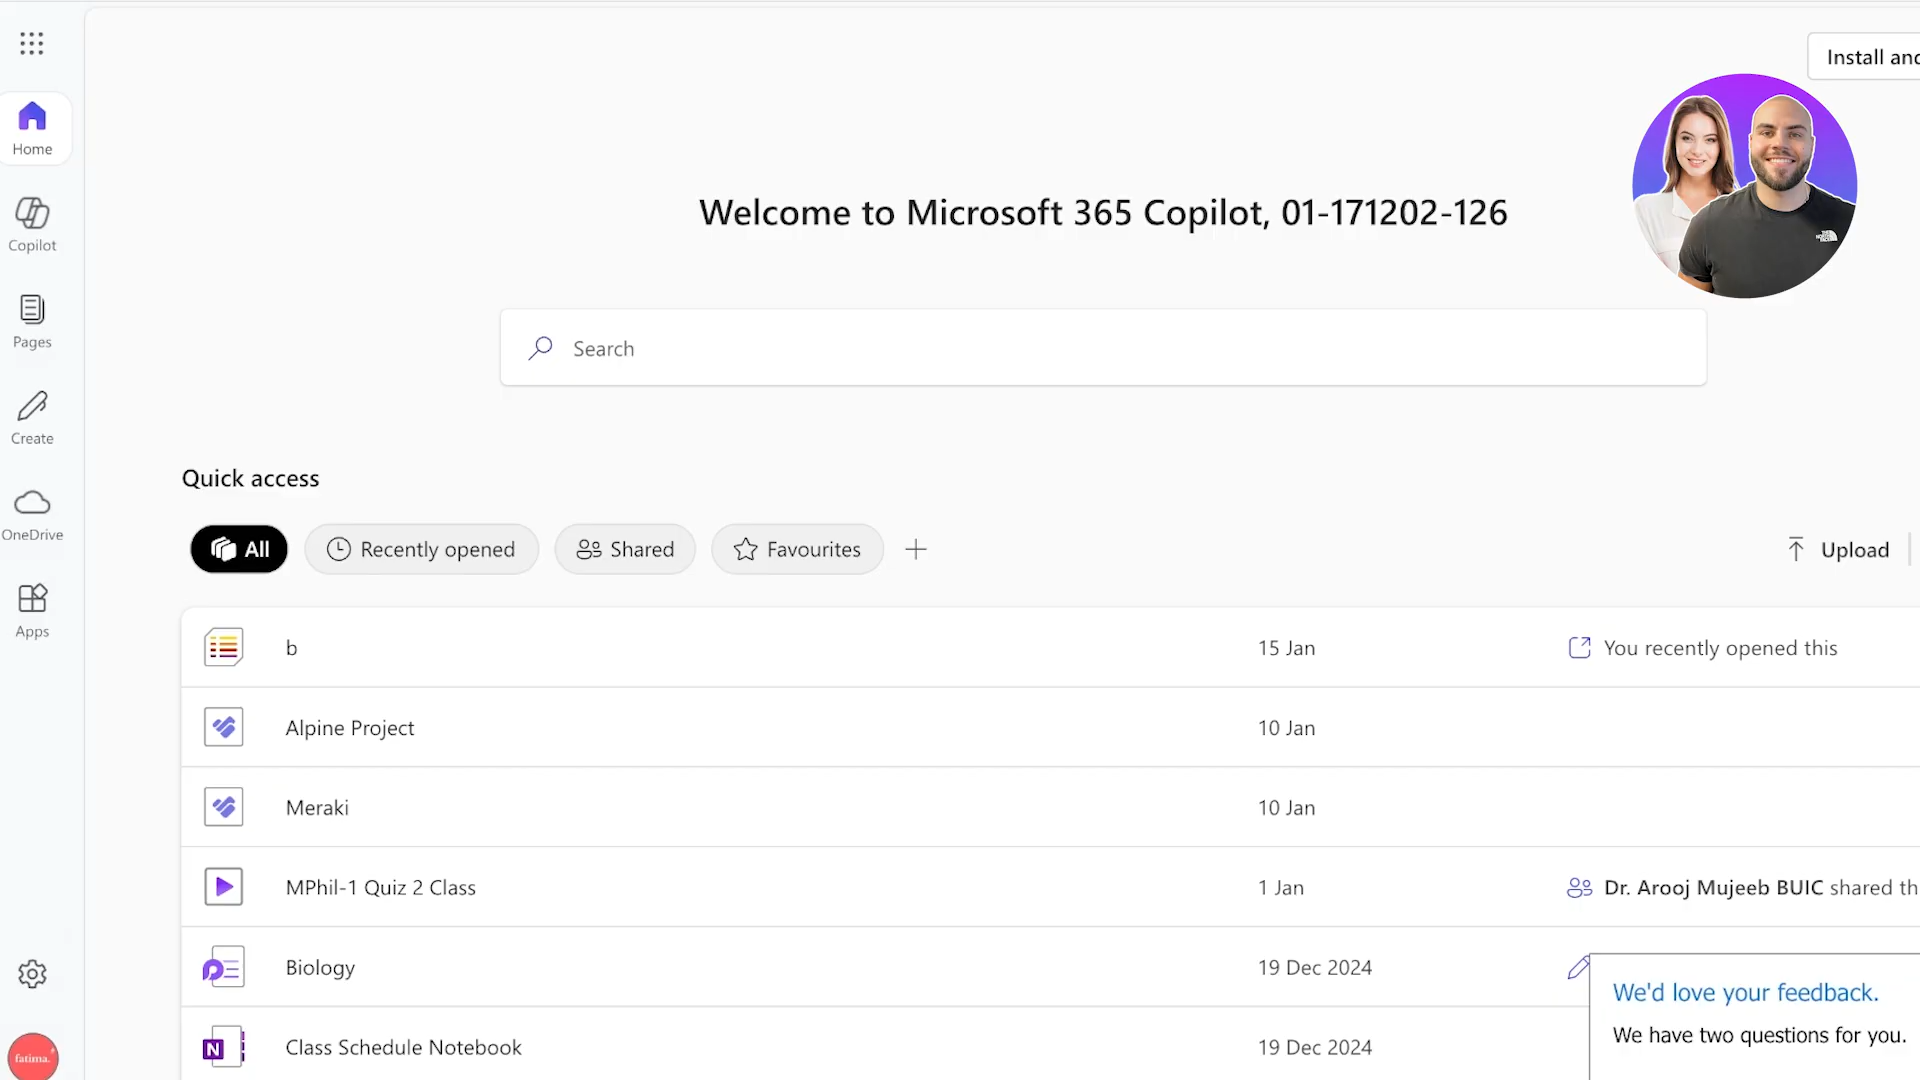 Install and
Home
Copilot
Pages
Create
OneDrive
Apps
fatima.
Welcome to Microsoft 365 Copilot, 01-171202-126
Search
Quick access
All
Recently opened
Shared
Favourites
Upload
b 15 Jan You recently opened this
Alpine Project 10 Jan
Meraki 10 Jan
MPhil-1 Quiz 2 Class 1 Jan Dr. Arooj Mujeeb BUIC shared th
Biology 19 Dec 2024
Class Schedule Notebook 19 Dec 2024
We'd love your feedback.
We have two questions for you.